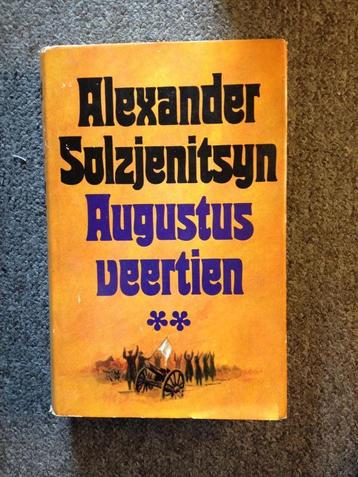 Alexander
Solzjenitsyn
Augustus
veertien
**